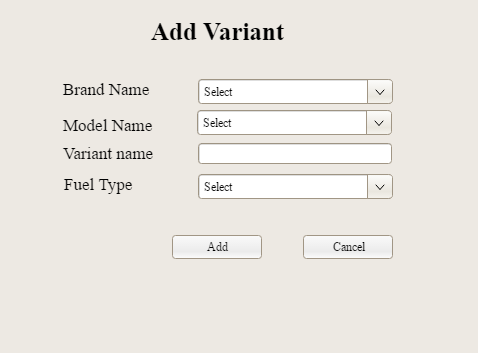 Add Variant
Brand Name Select
Model Name Select
Variant name
Fuel Type Select
Add Cancel